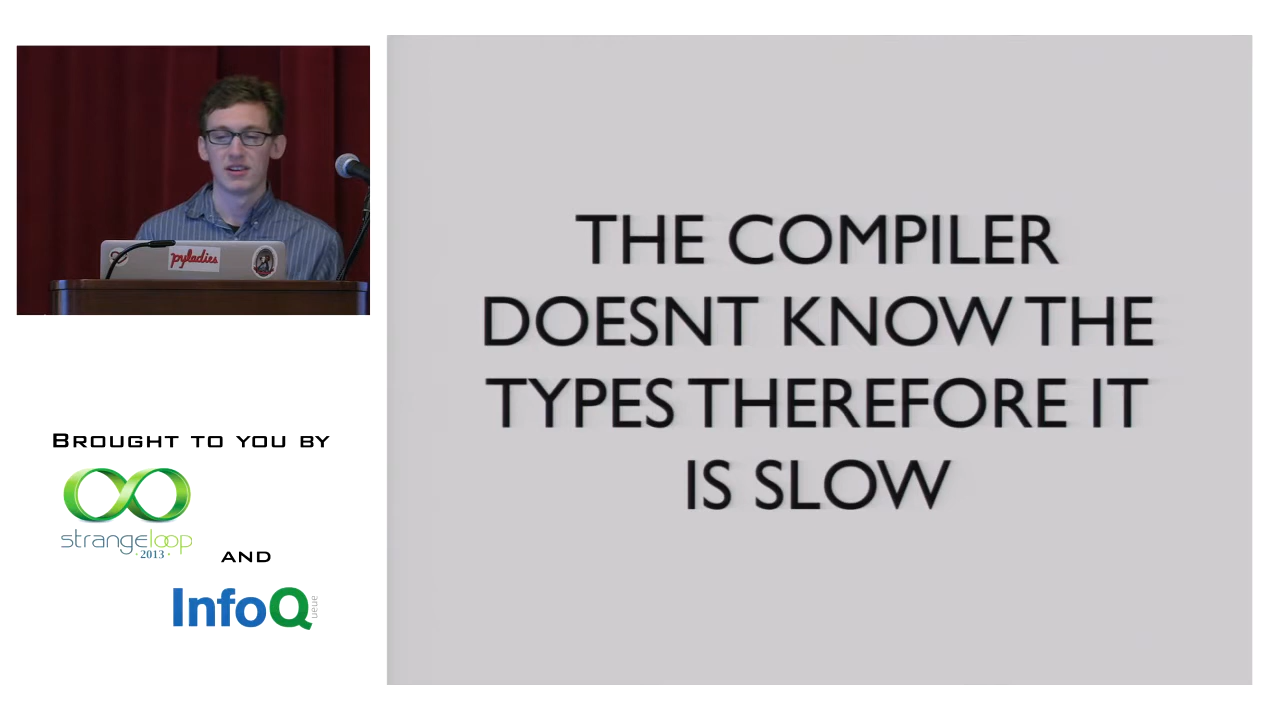 THE COMPILER
DOESNT KNOW THE
TYPES THEREFORE IT
IS SLOW
pyladies
BROUGHT TO YOU BY
strangeloop
· 2013 ·
AND
InfoQ
ueue